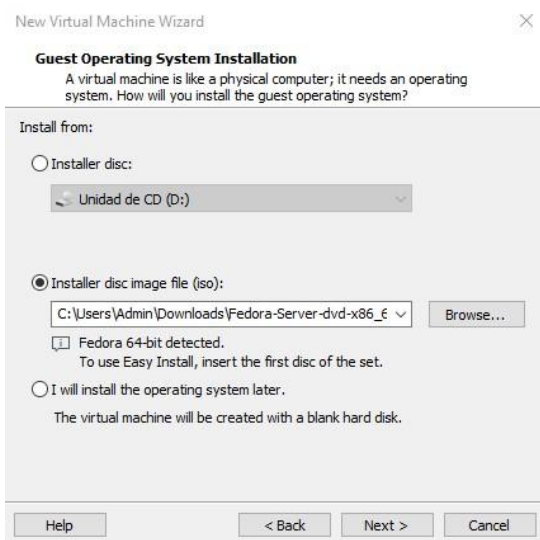 New Virtual Machine Wizard
Guest Operating System Installation
A virtual machine is like a physical computer; it needs an operating
system. How will you install the guest operating system?
Install from:
Installer disc:
Unidad de CD (D:)
Installer disc image file (iso):
C:\Users\Admin\Downloads\Fedora-Server-dvd-x86_6
Browse...
Fedora 64-bit detected.
To use Easy Install, insert the first disc of the set.
I will install the operating system later.
The virtual machine will be created with a blank hard disk.
Help
< Back
Next >
Cancel